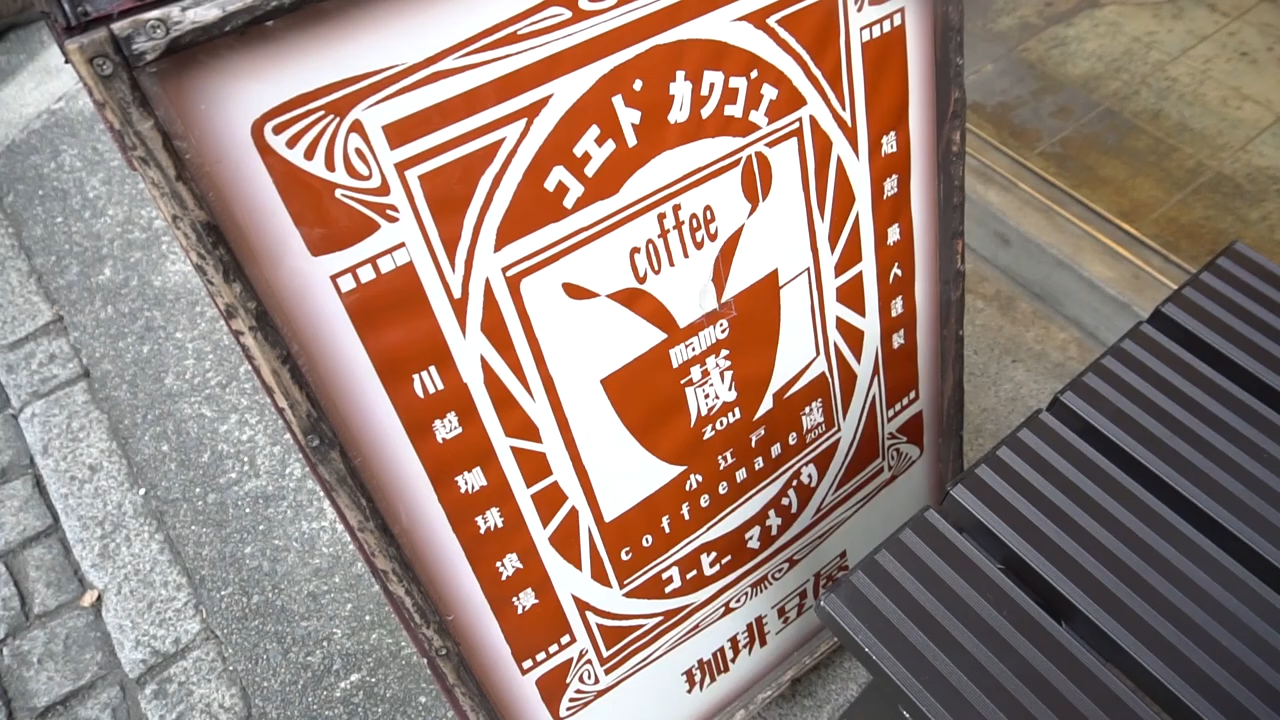 コエド カワゴエ
coffee
mame
蔵
zou
小江戸 蔵
zou
coffeemame
コーヒー マメゾウ
川越珈琲浪漫
焙煎職人謹製
珈琲豆屋